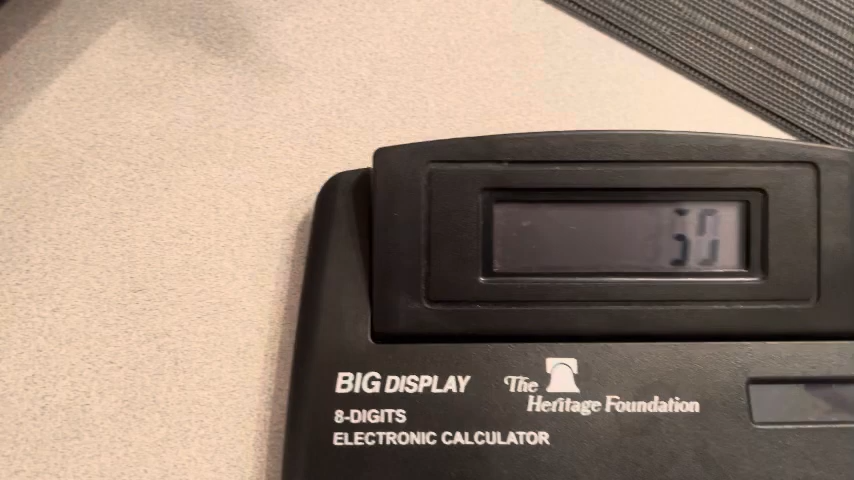 50
BIG DISPLAY
8-DIGITS
ELECTRONIC CALCULATOR
The
Heritage Foundation